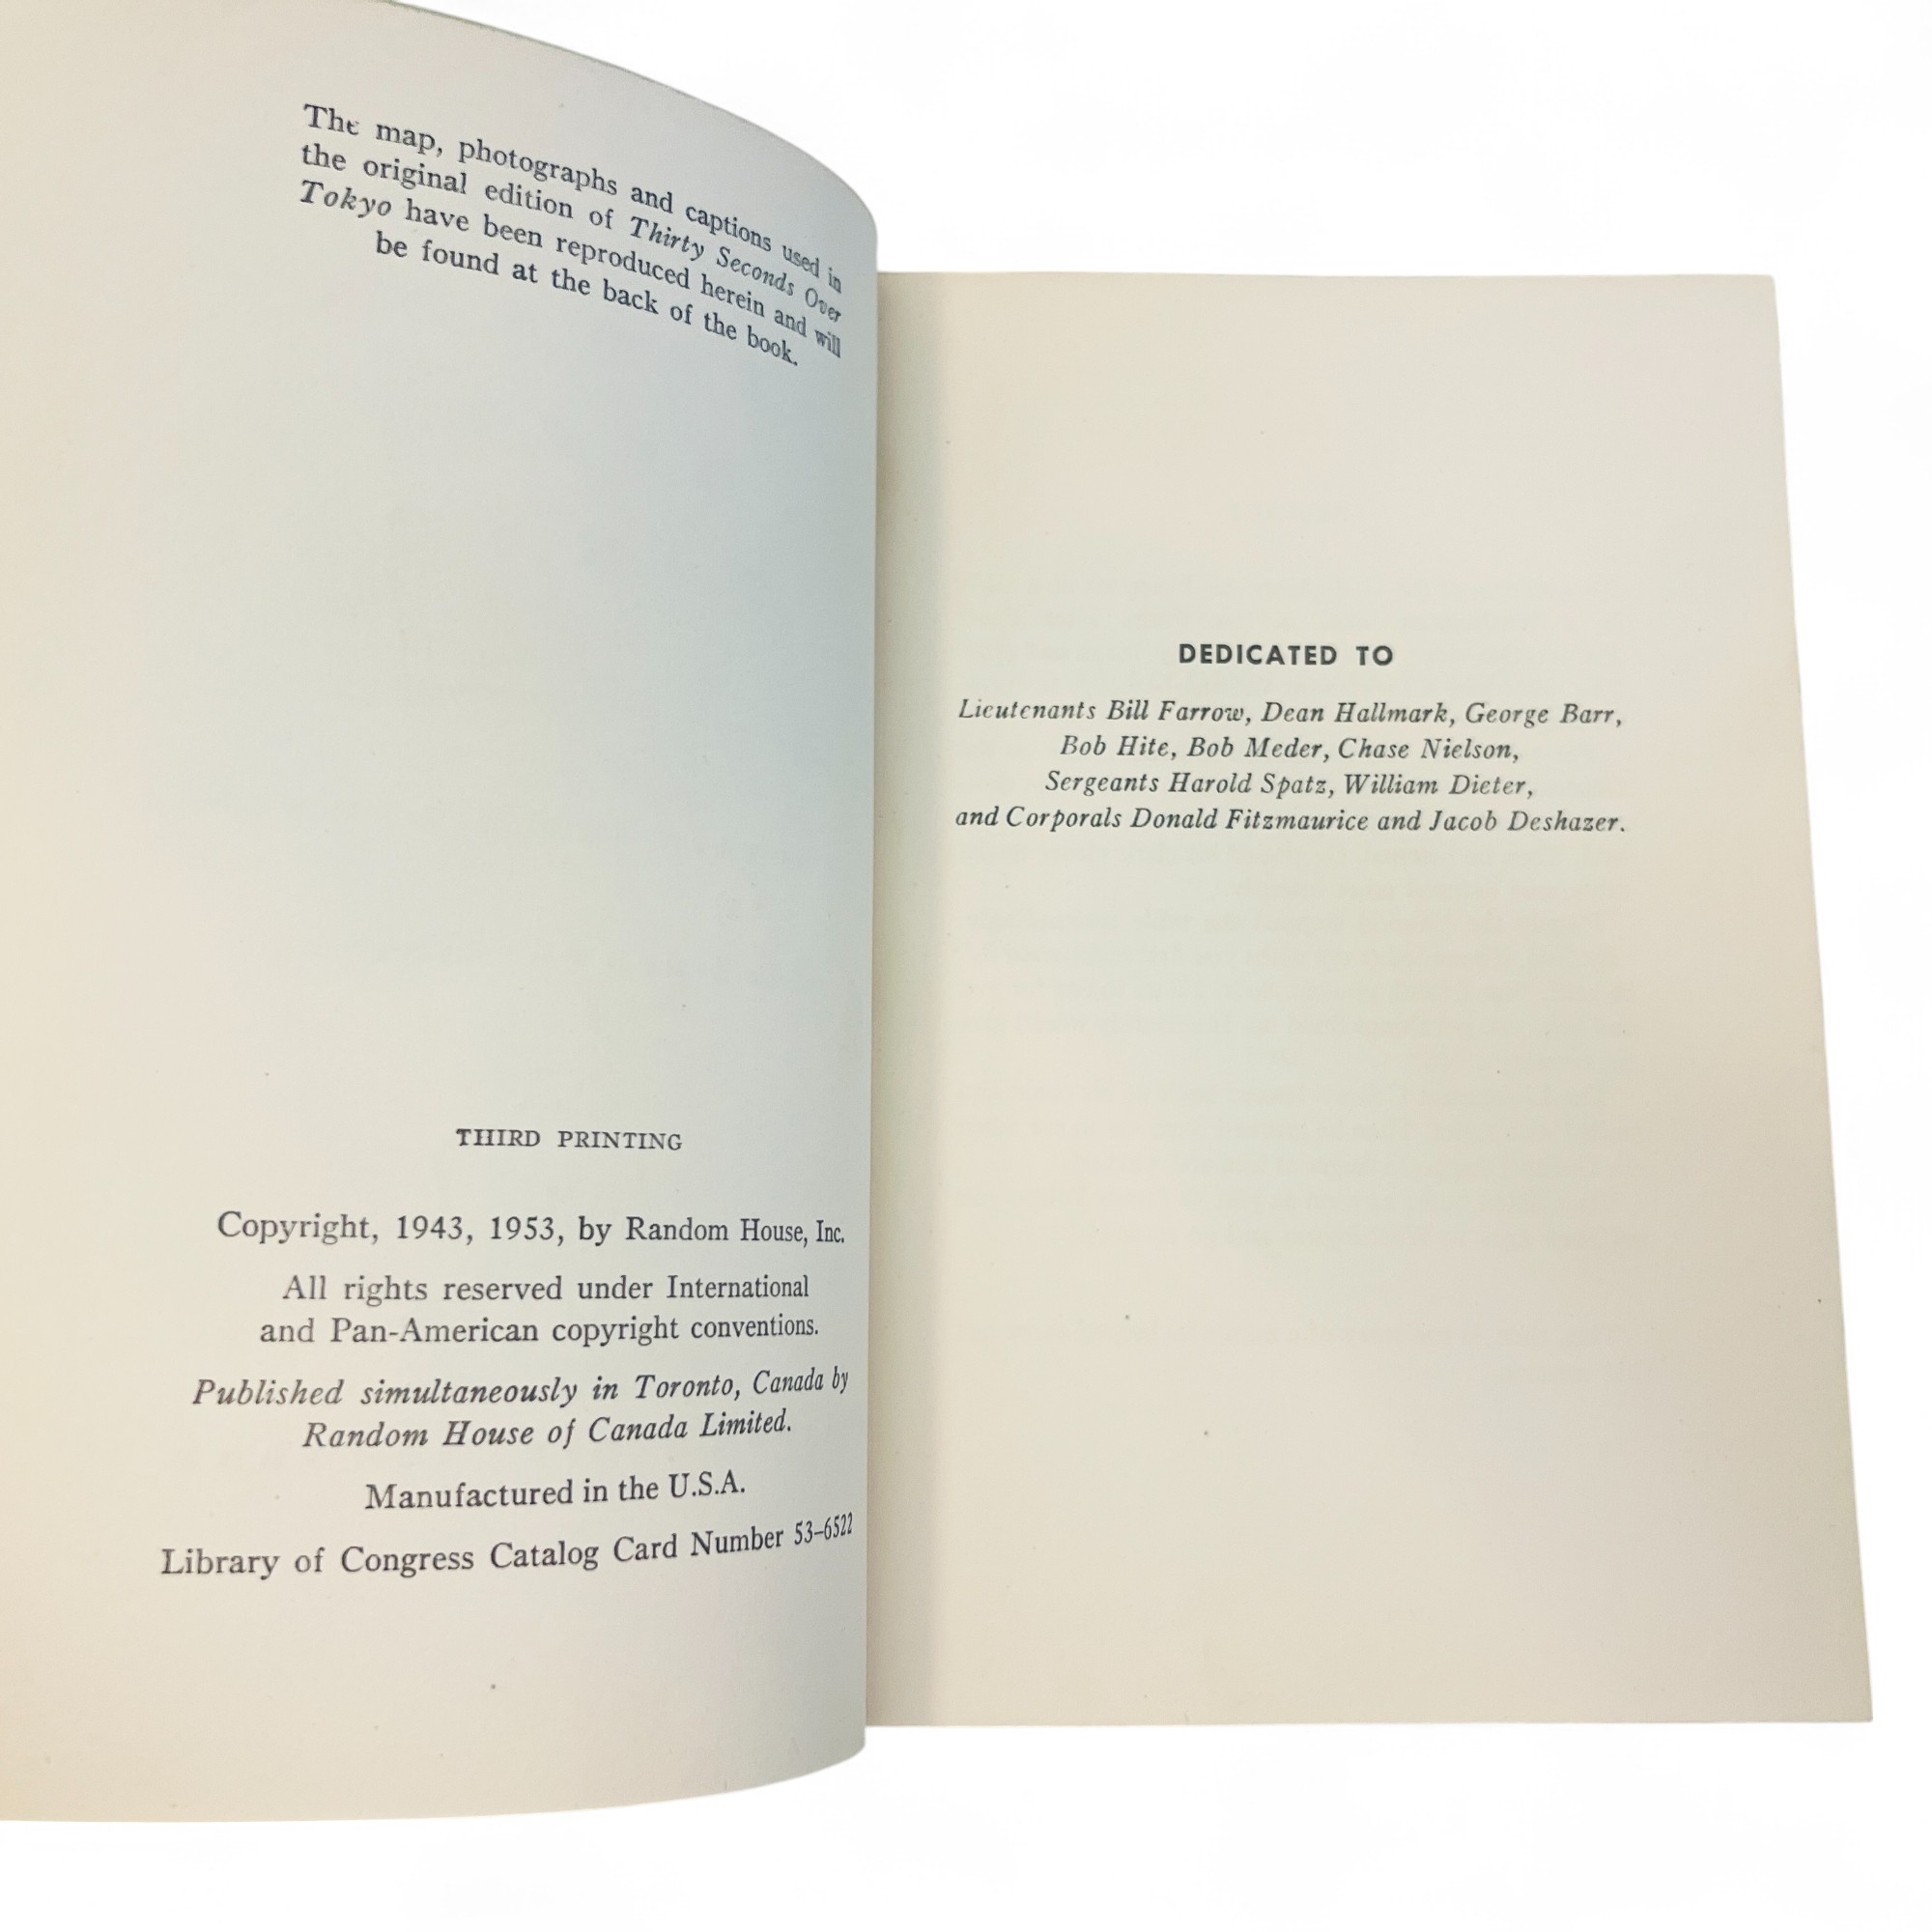 The map, photographs and captions used in
the original edition of Thirty Seconds Over
Tokyo have been reproduced herein and will
be found at the back of the book.
THIRD PRINTING
Copyright, 1943, 1953, by Random House, Inc.
All rights reserved under International
and Pan-American copyright conventions.
Published simultaneously in Toronto, Canada by
Random House of Canada Limited.
Manufactured in the U.S.A.
Library of Congress Catalog Card Number 53–6522
DEDICATED TO
Lieutenants Bill Farrow, Dean Hallmark, George Barr,
Bob Hite, Bob Meder, Chase Nielson,
Sergeants Harold Spatz, William Dieter,
and Corporals Donald Fitzmaurice and Jacob Deshazer.